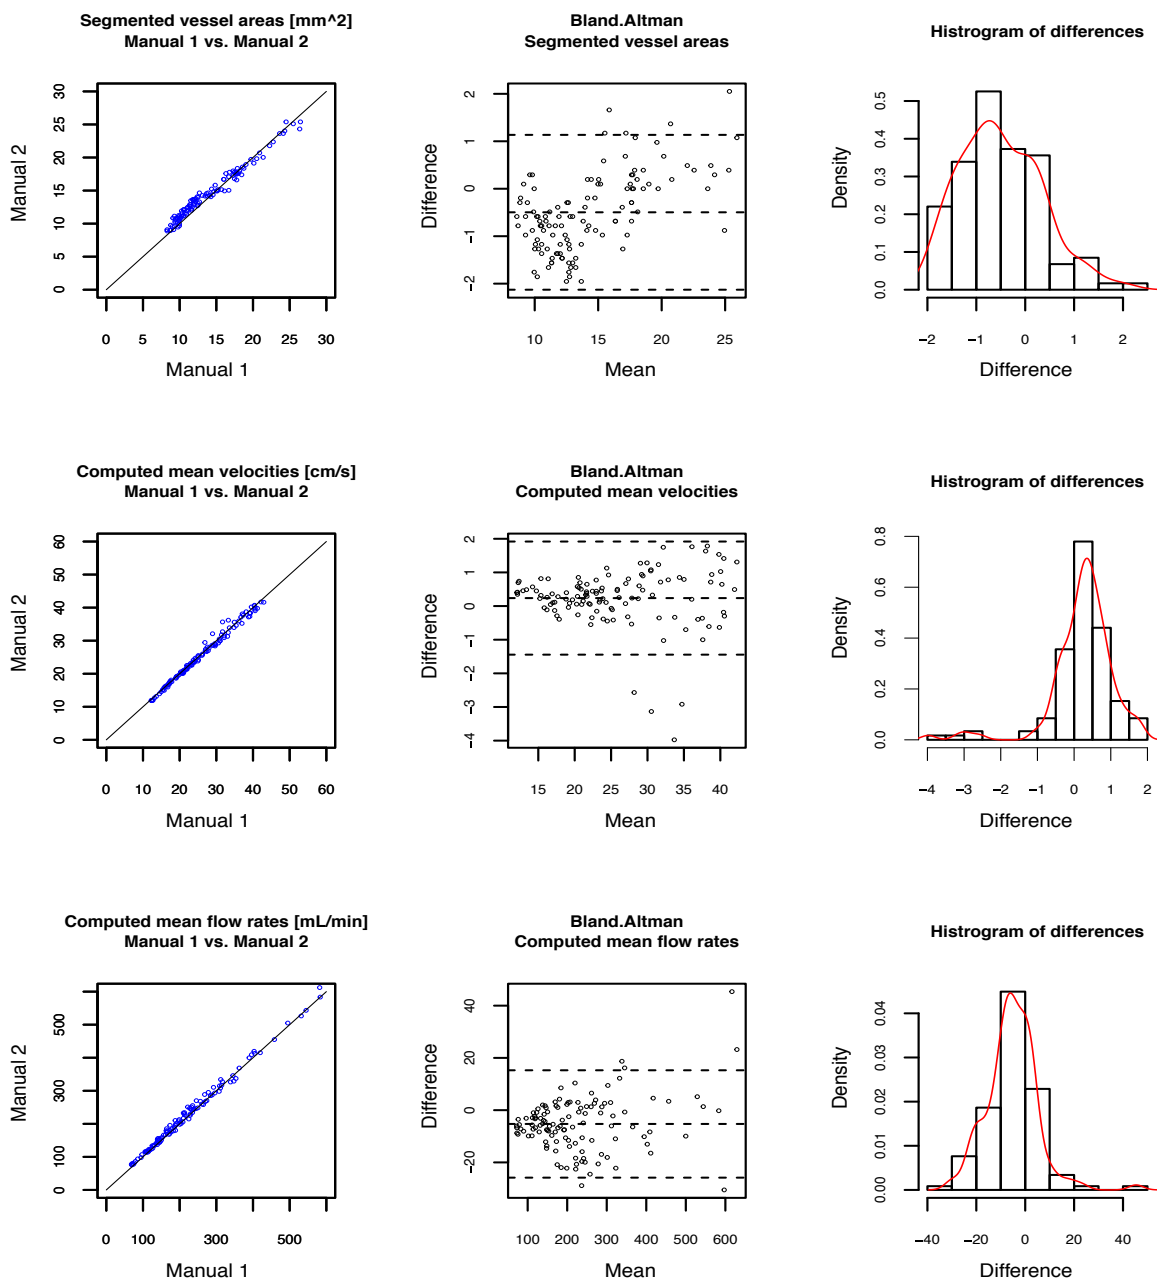 Segmented vessel areas [mm^2]
Manual 1 vs. Manual 2
Manual 2
30
25
20
15
10
5
0
0 5 10 15 20 25 30
Manual 1
Bland.Altman
Segmented vessel areas
Difference
2
1
0
−1
−2
10 15 20 25
Mean
Histrogram of differences
Density
0.5
0.4
0.3
0.2
0.1
0.0
−2 −1 0 1 2
Difference
Computed mean velocities [cm/s]
Manual 1 vs. Manual 2
Manual 2
60
50
40
30
20
10
0
0 10 20 30 40 50 60
Manual 1
Bland.Altman
Computed mean velocities
Difference
2
1
0
−1
−2
−3
−4
15 20 25 30 35 40
Mean
Histrogram of differences
Density
0.8
0.6
0.4
0.2
0.0
−4 −3 −2 −1 0 1 2
Difference
Computed mean flow rates [mL/min]
Manual 1 vs. Manual 2
Manual 2
500
300
100
0
0 100 300 500
Manual 1
Bland.Altman
Computed mean flow rates
Difference
40
20
0
−20
100 200 300 400 500 600
Mean
Histrogram of differences
Density
0.04
0.03
0.02
0.01
0.00
−40 −20 0 20 40
Difference